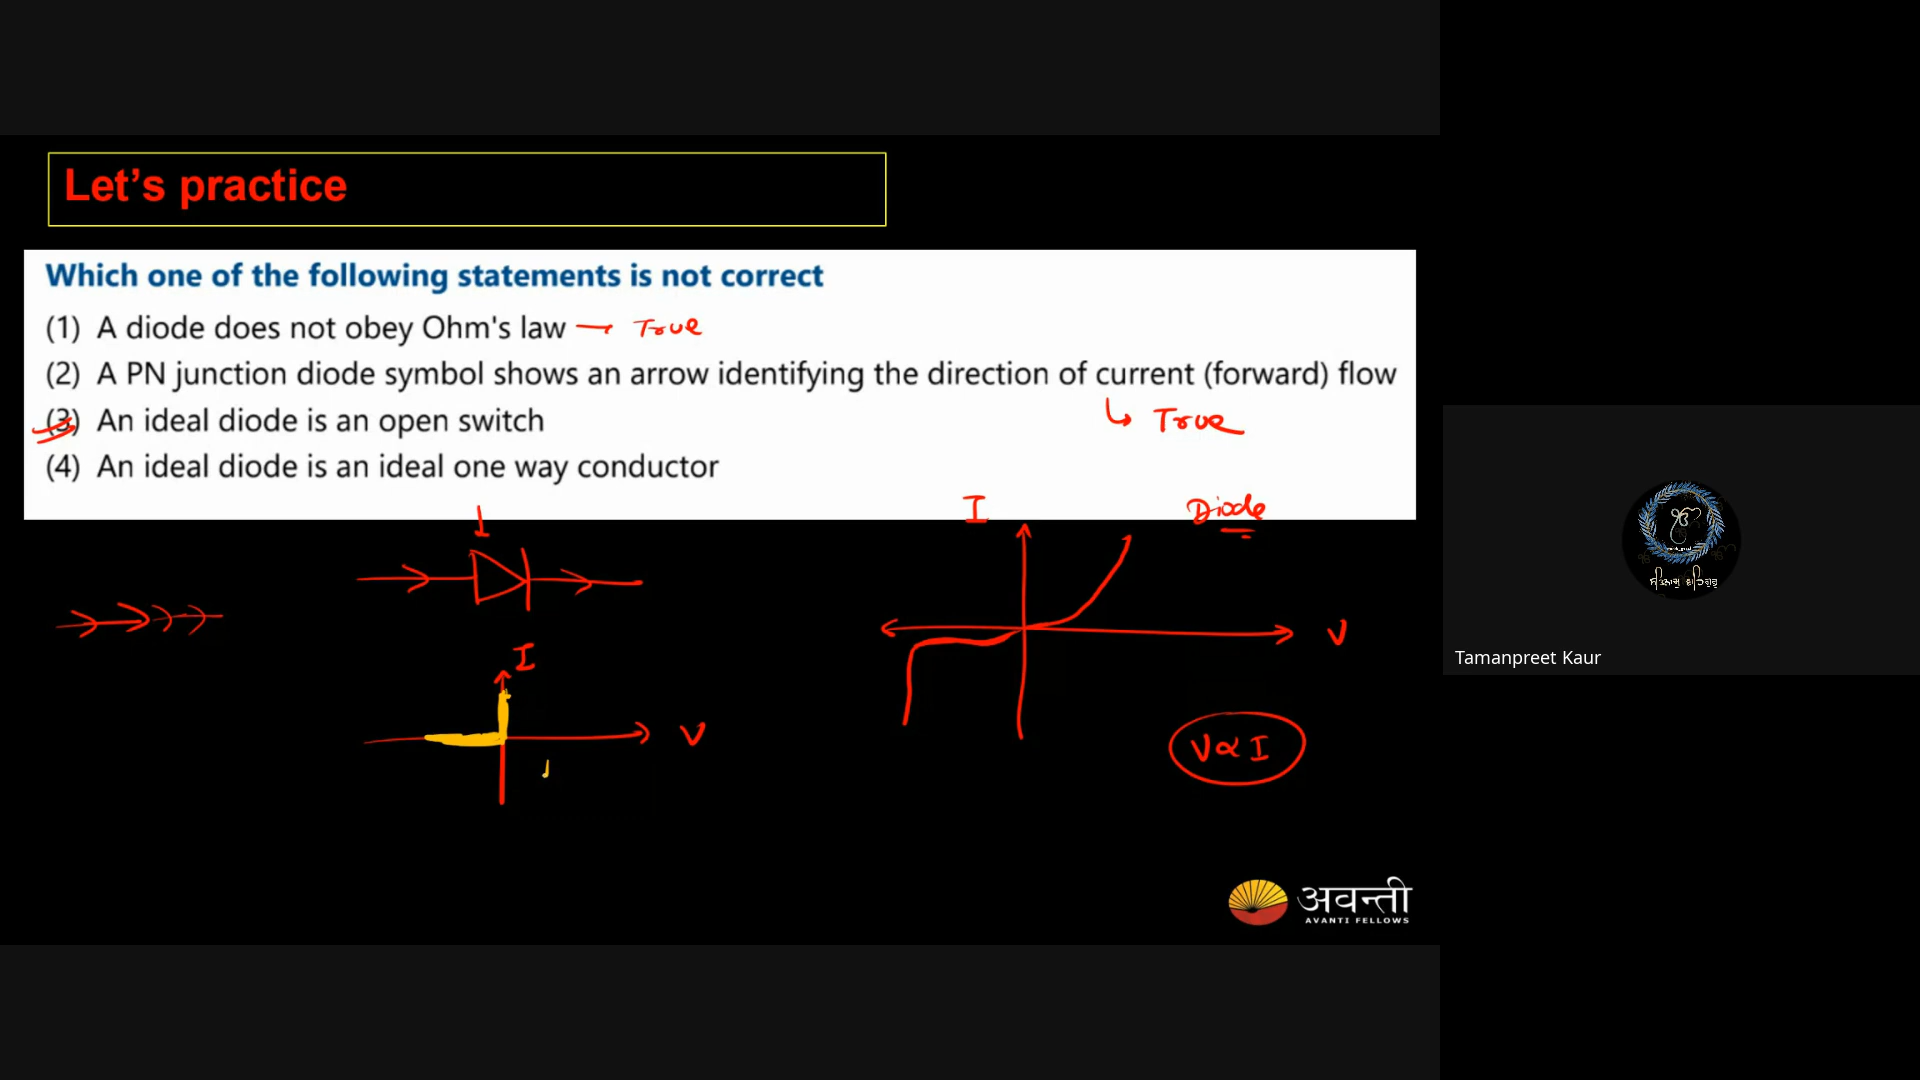 Let's practice
Which one of the following statements is not correct
(1) A diode does not obey Ohm's law → True
(2) A PN junction diode symbol shows an arrow identifying the direction of current (forward) flow
↳ True
(3) An ideal diode is an open switch
(4) An ideal diode is an ideal one way conductor
I
Diode
V
I
V
V ∝ I
अवन्ती
AVANTI FELLOWS
Tamanpreet Kaur